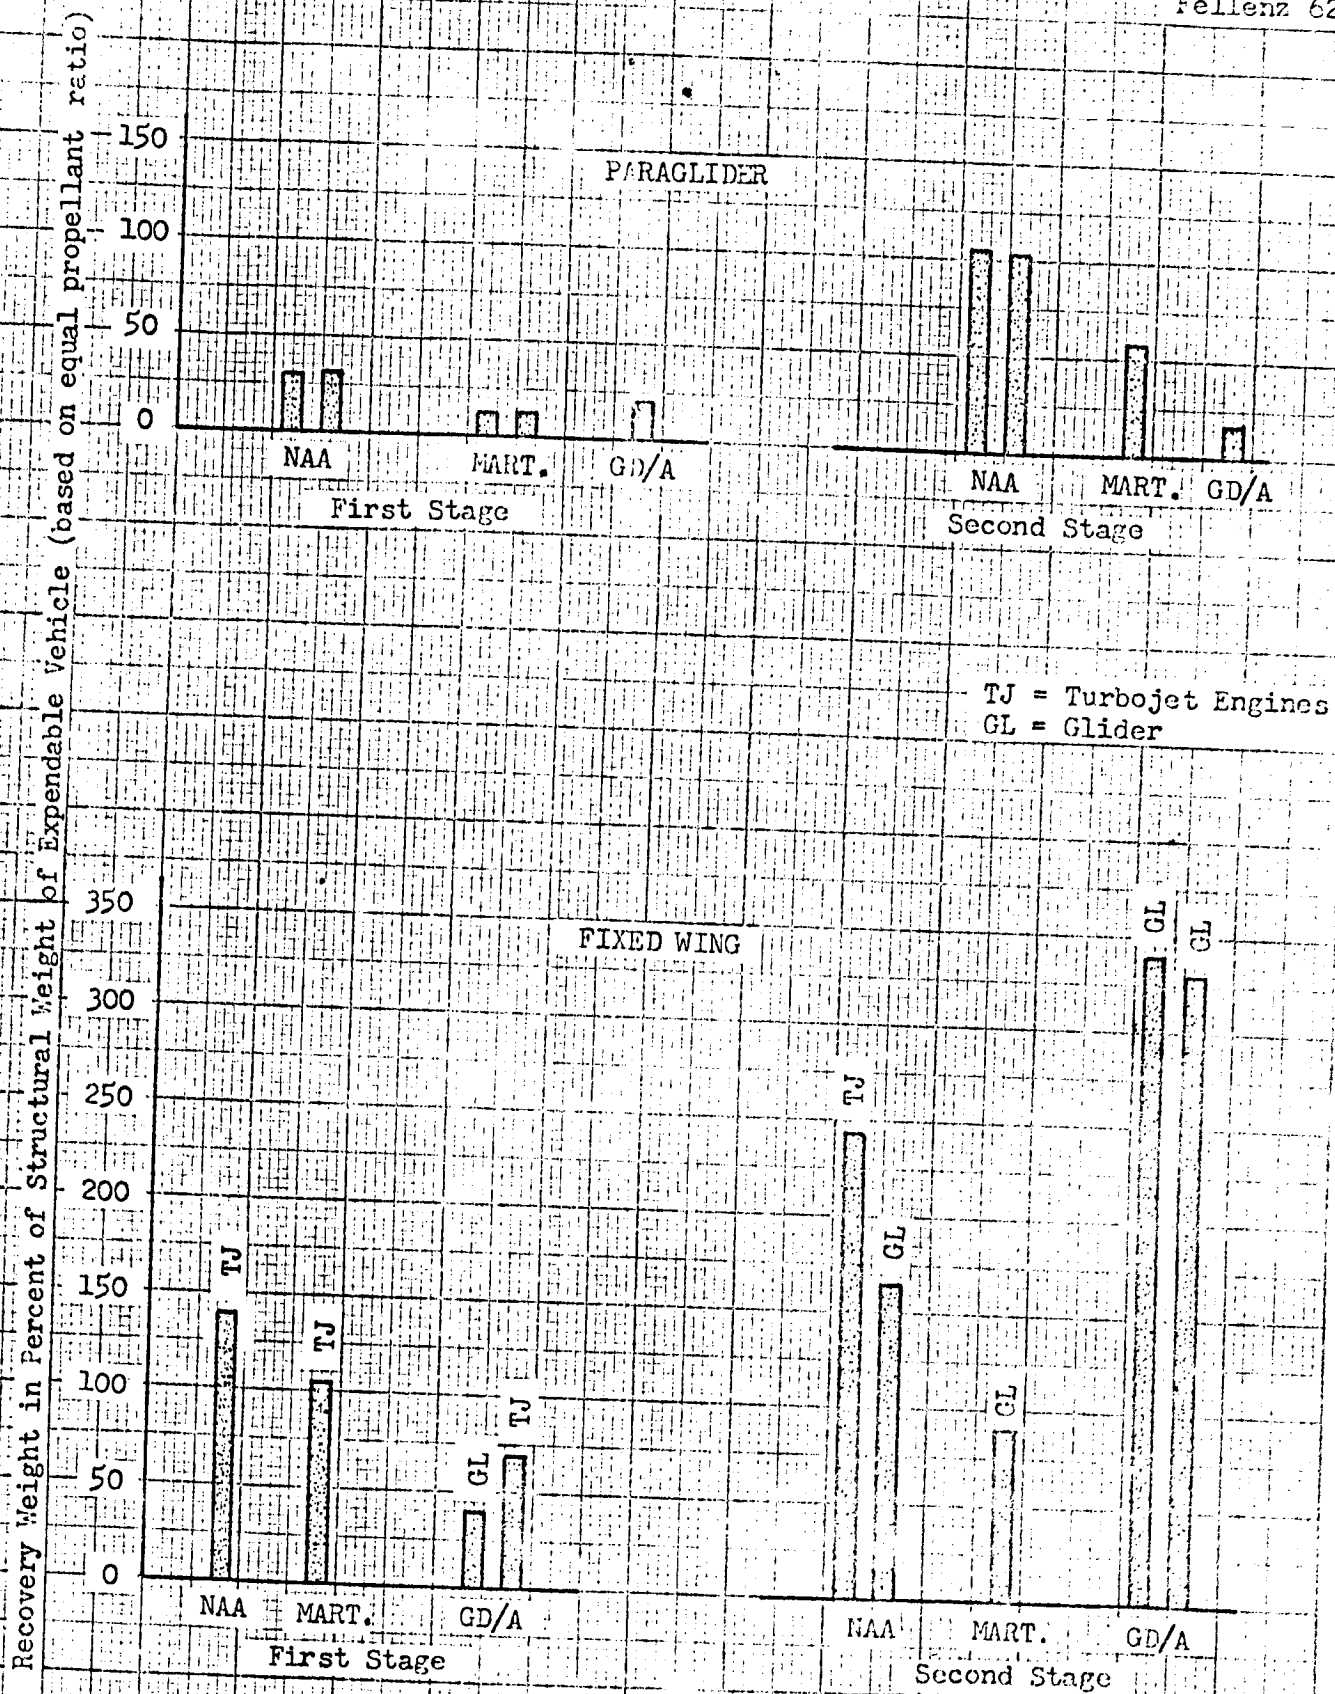 Fellenz 62
Recovery Weight in Percent of Structural Weight of Expendable Vehicle (based on equal propellant ratio)
150
PARAGLIDER
100
50
0
NAA MART. GD/A
First Stage
NAA MART. GD/A
Second Stage
TJ = Turbojet Engines
GL = Glider
350
FIXED WING
300
250
200
150
100
50
0
TJ
TJ
GL
TJ
NAA MART. GD/A
First Stage
TJ
GL
GL
GL
GL
NAA MART. GD/A
Second Stage